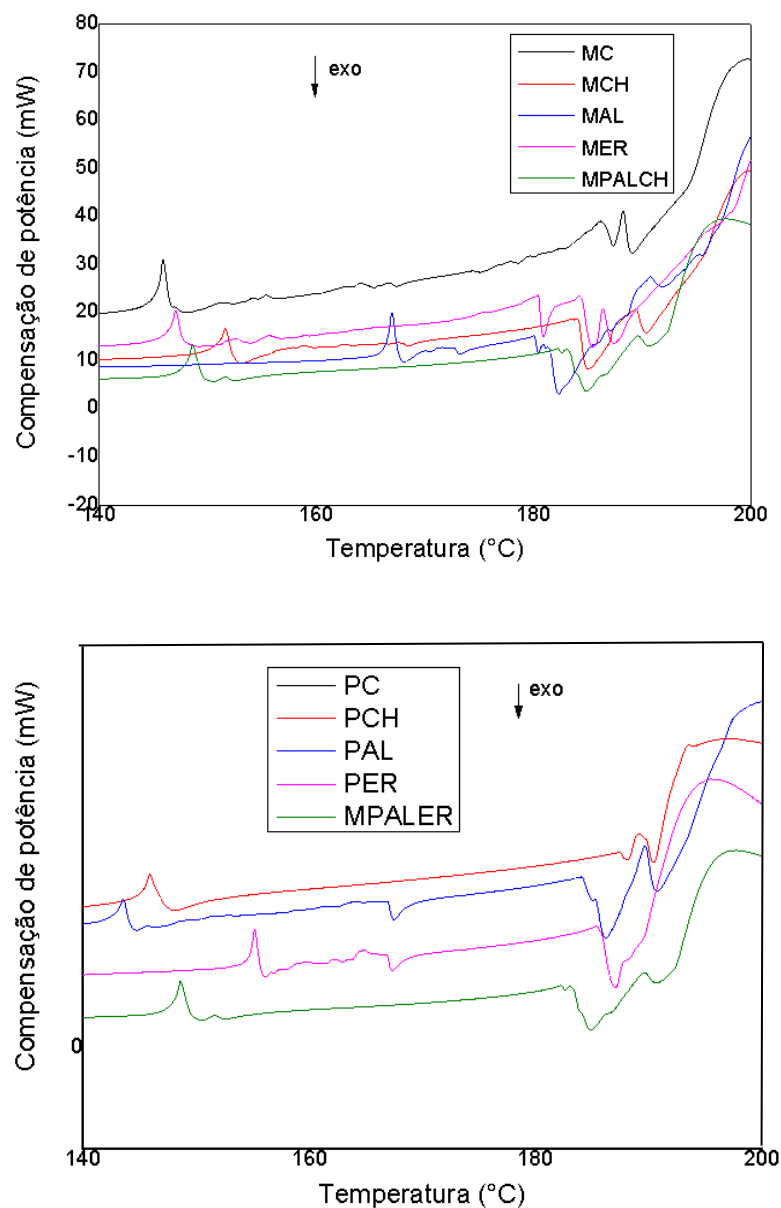 80
70
60
50
40
30
20
10
0
-10
-20
Compensação de potência (mW)
exo
MC
MCH
MAL
MER
MPALCH
140
160
180
200
Temperatura (°C)
Compensação de potência (mW)
0
PC
PCH
PAL
PER
MPALER
exo
140
160
180
200
Temperatura (°C)